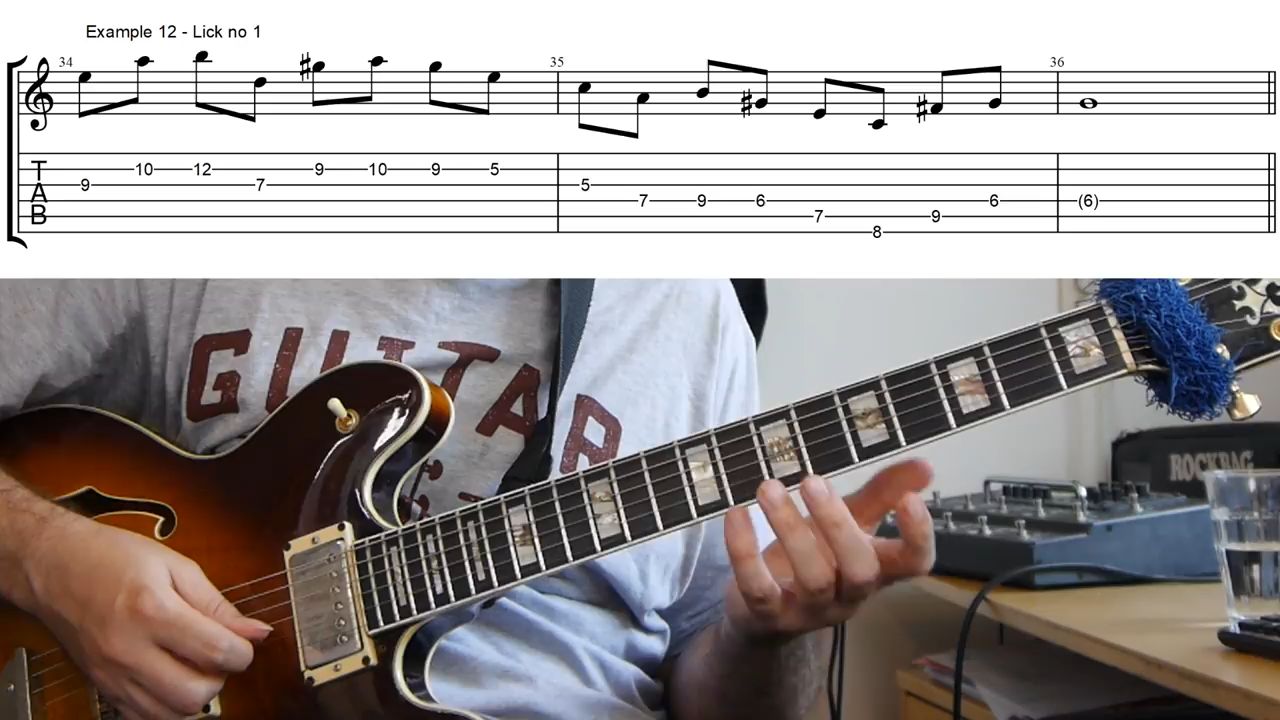 Example 12 - Lick no 1
34 35 36
T 10 12 9 10 9 5
9 7 5
A 7 9 6 6 (6)
B 7 9
8
GUITAR
ROCKBAG